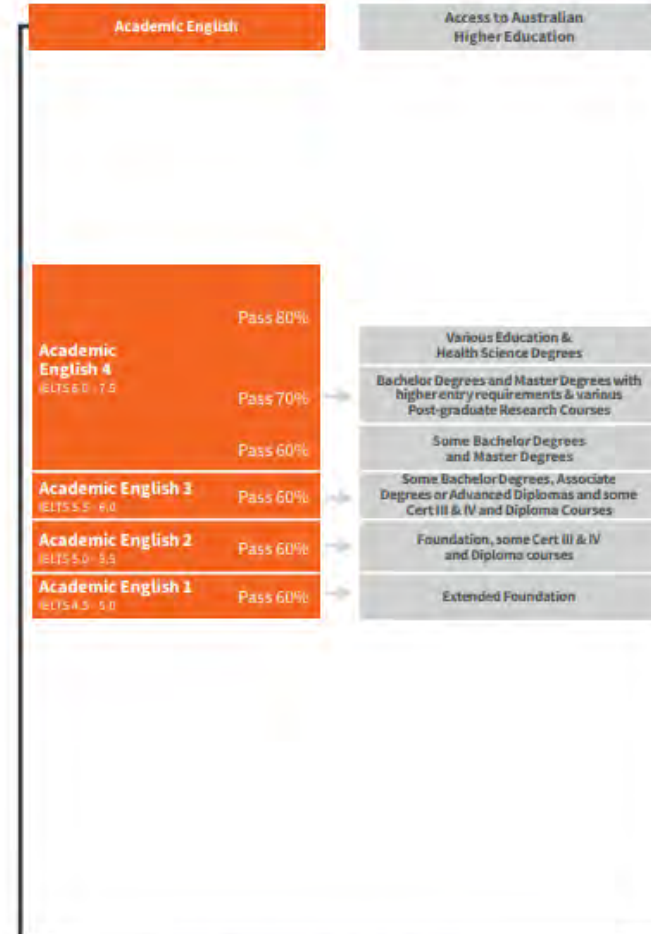 Academic English
Access to Australian
Higher Education
Pass 80%
Academic
English 4
IELTS 6.0 - 7.5
Pass 70%
Pass 60%
Various Education &
Health Science Degrees
Bachelor Degrees and Master Degrees with
higher entry requirements & various
Post-graduate Research Courses
Some Bachelor Degrees
and Master Degrees
Academic English 3
IELTS 5.5 - 6.0
Pass 60%
Some Bachelor Degrees, Associate
Degrees or Advanced Diplomas and some
Cert III & IV and Diploma Courses
Academic English 2
IELTS 5.0 - 5.5
Pass 60%
Foundation, some Cert III & IV
and Diploma courses
Academic English 1
IELTS 4.5 - 5.0
Pass 60%
Extended Foundation